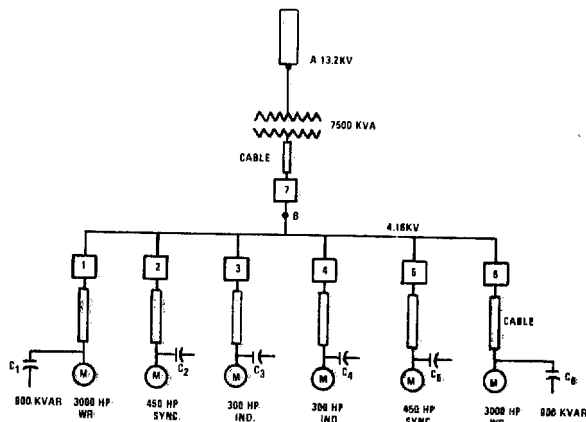 A 13.2KV
7500 KVA
CABLE
7
B
4.16KV
1
2
3
4
5
6
CABLE
C1
C2
C3
C4
C5
C6
M
M
M
M
M
M
900 KVAR
3000 HP
WR.
450 HP
SYNC.
300 HP
IND.
300 HP
IND
450 HP
SYNC
3000 HP
WR
900 KVAR